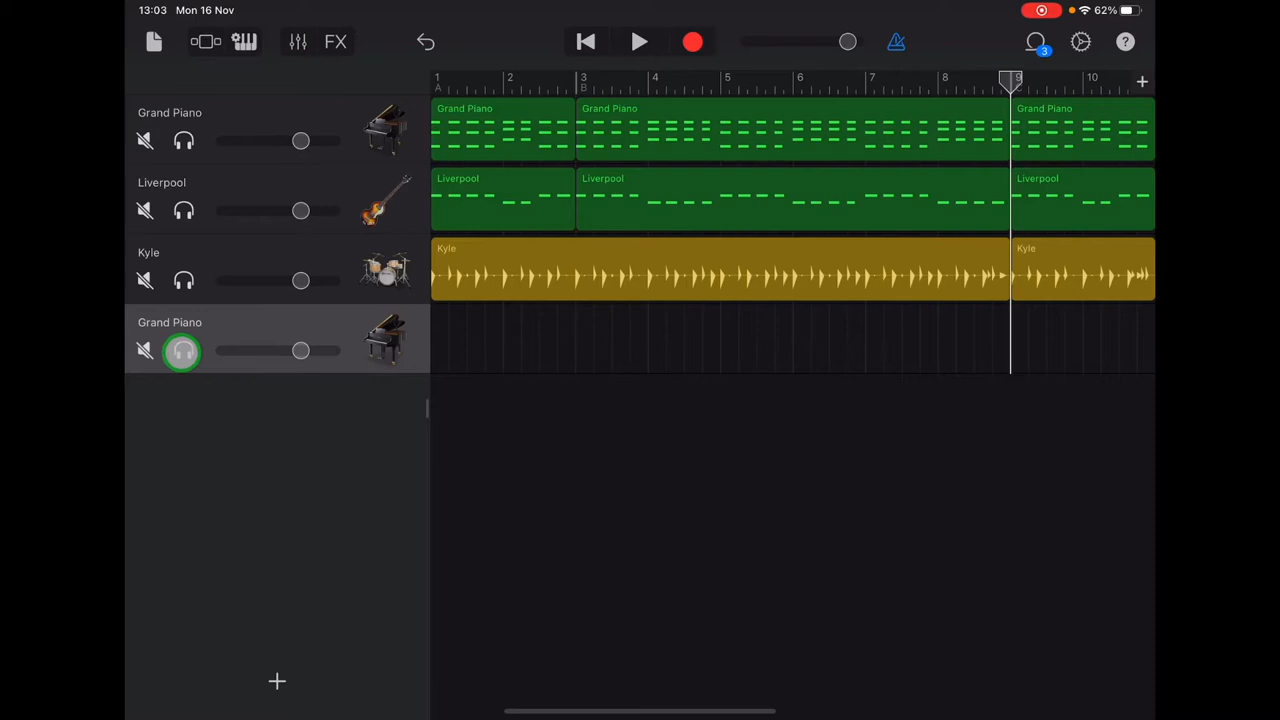 13:03 Mon 16 Nov 62%
FX 3 ?
1 2 3 4 5 6 7 8 9 10
A B C
Grand Piano Grand Piano Grand Piano Grand Piano
Liverpool Liverpool Liverpool Liverpool
Kyle Kyle Kyle
Grand Piano